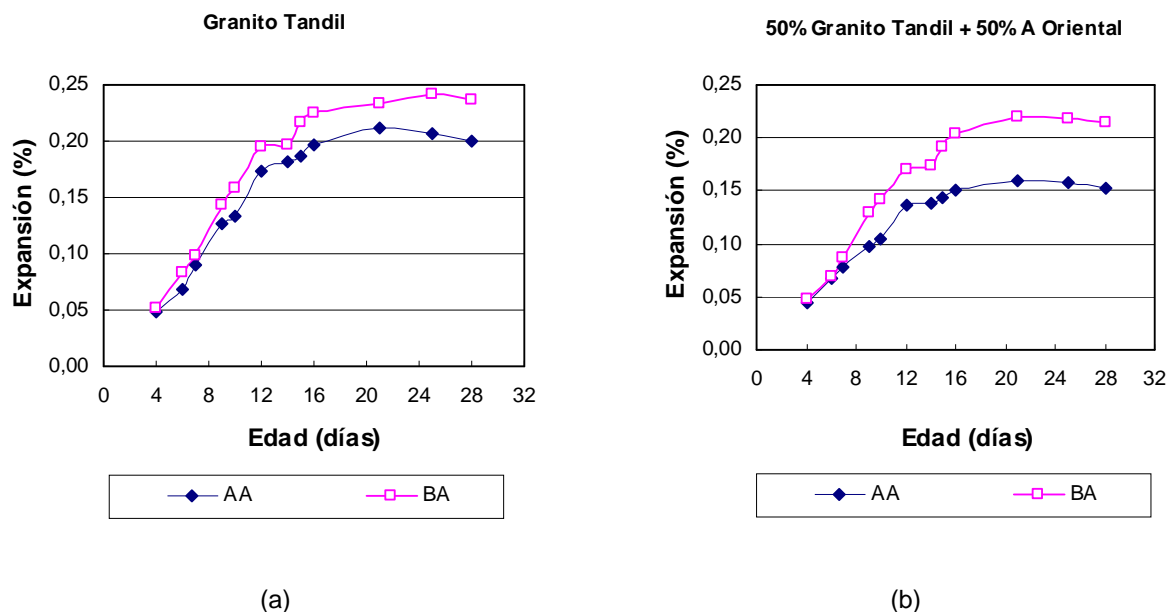 Granito Tandil
0,25
0,20
0,15
0,10
0,05
0,00
Expansión (%)
0 4 8 12 16 20 24 28 32
Edad (días)
AA BA
(a)
50% Granito Tandil + 50% A Oriental
0,25
0,20
0,15
0,10
0,05
0,00
Expansión (%)
0 4 8 12 16 20 24 28 32
Edad (días)
AA BA
(b)